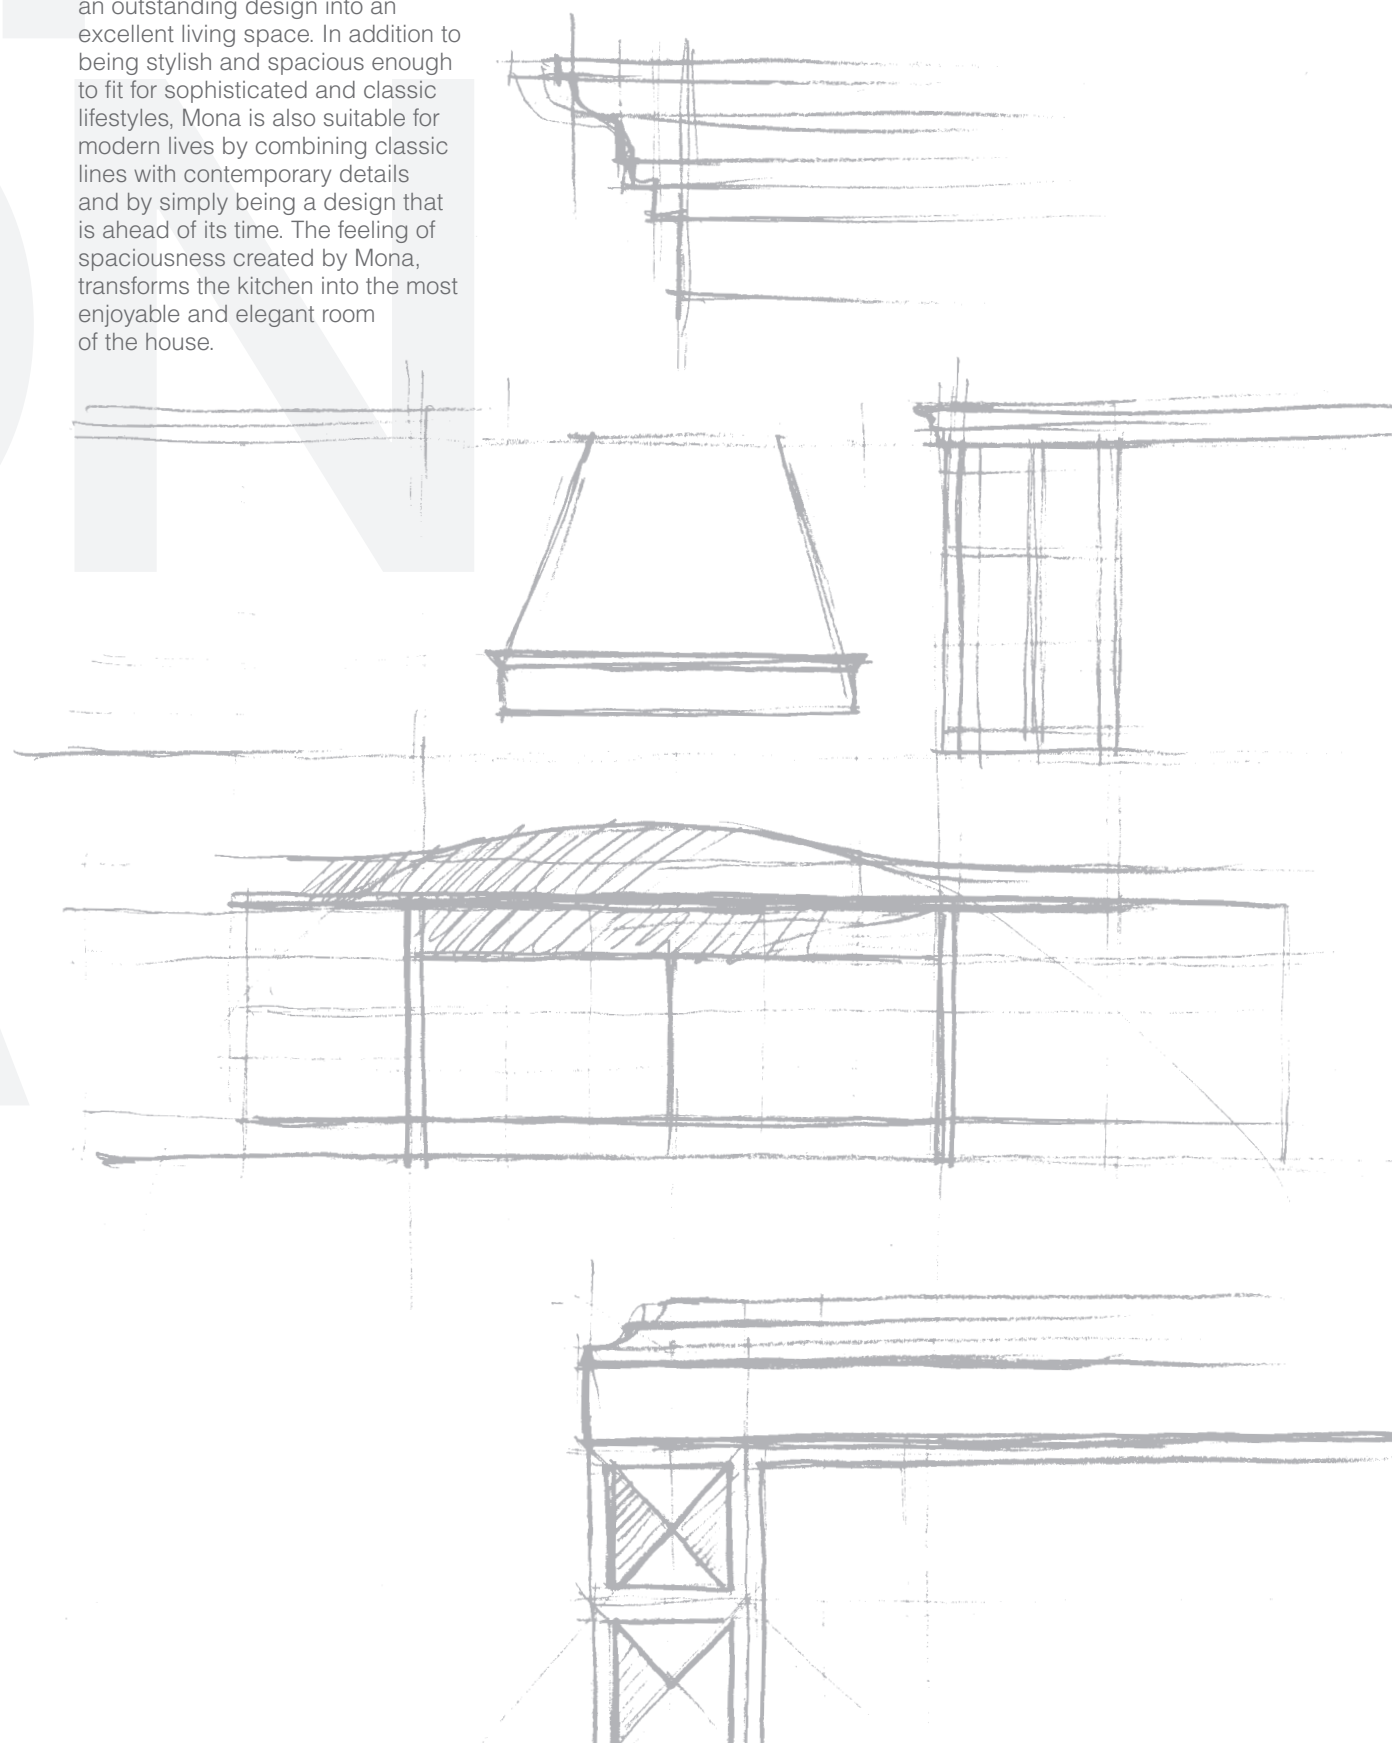 an outstanding design into an
excellent living space. In addition to
being stylish and spacious enough
to fit for sophisticated and classic
lifestyles, Mona is also suitable for
modern lives by combining classic
lines with contemporary details
and by simply being a design that
is ahead of its time. The feeling of
spaciousness created by Mona,
transforms the kitchen into the most
enjoyable and elegant room
of the house.